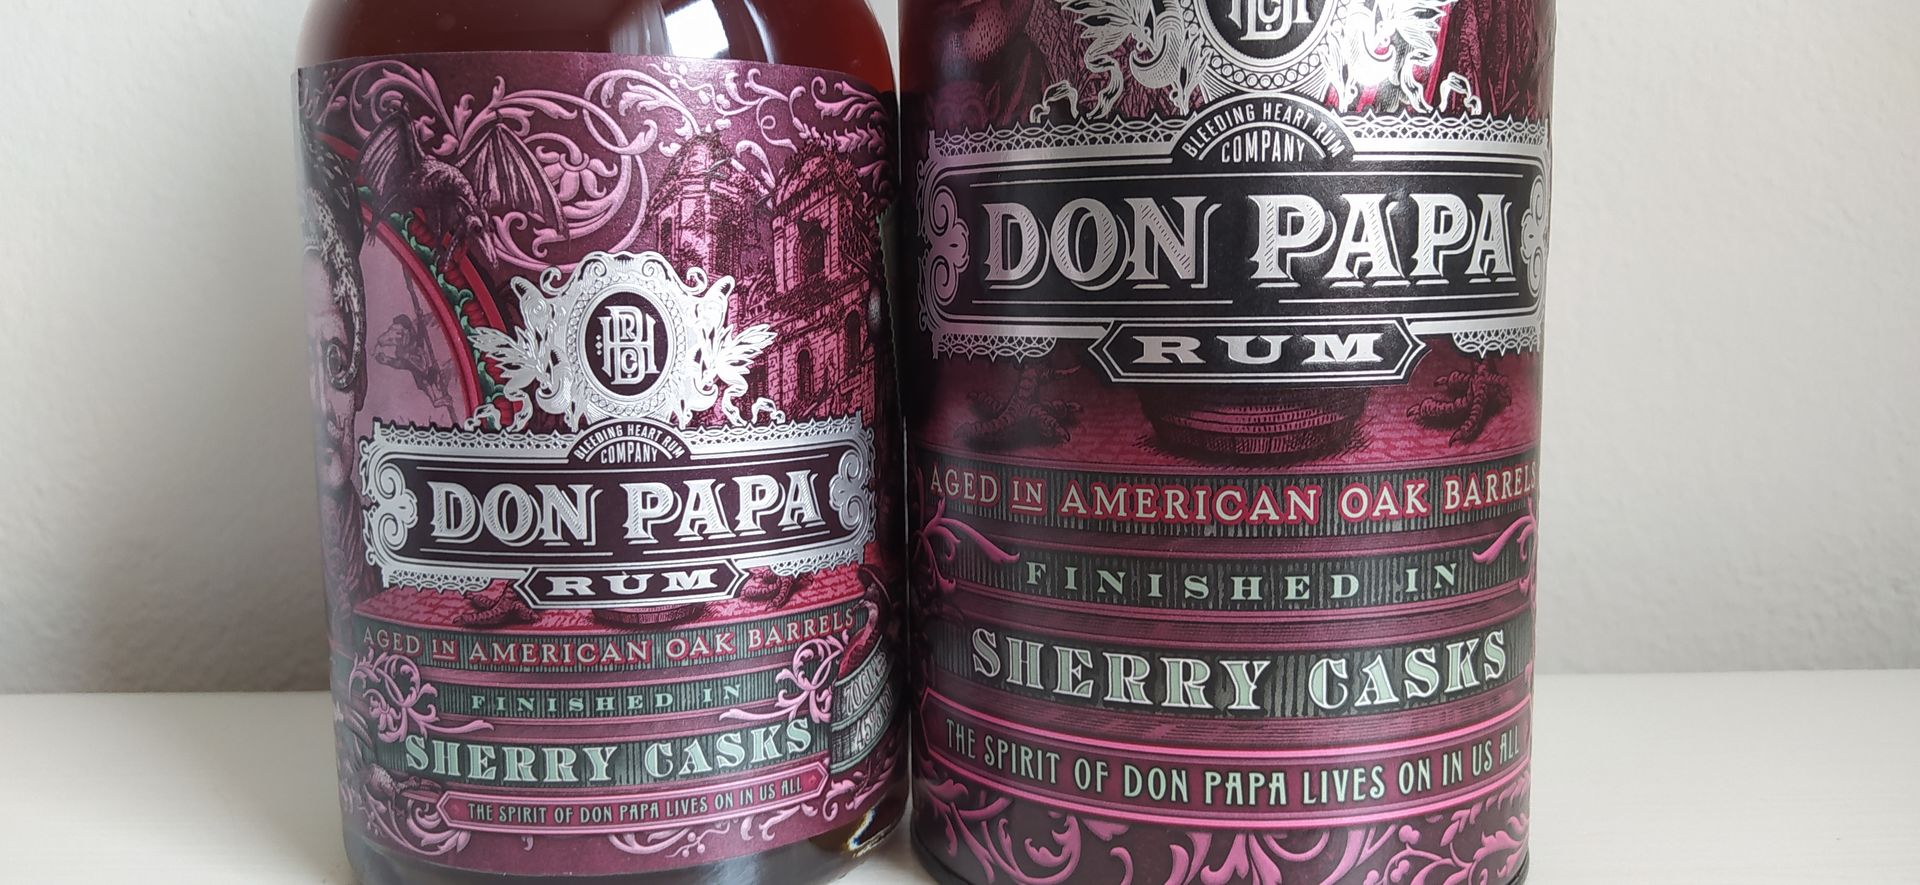 BLEEDING HEART RUM
COMPANY
DON PAPA
RUM
AGED IN AMERICAN OAK BARRELS
FINISHED IN
SHERRY CASKS
THE SPIRIT OF DON PAPA LIVES ON IN US ALL
BLEEDING HEART RUM
COMPANY
DON PAPA
RUM
AGED IN AMERICAN OAK BARRELS
FINISHED IN
SHERRY CASKS
THE SPIRIT OF DON PAPA LIVES ON IN US ALL